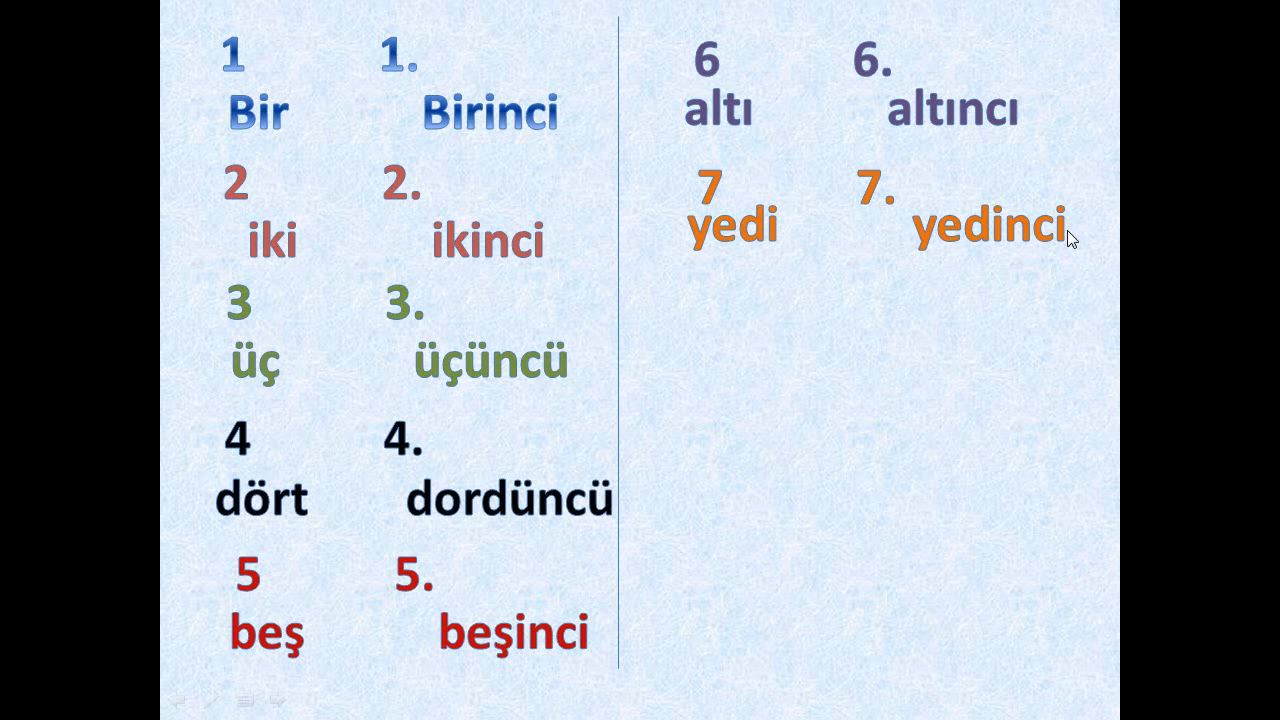 1 1.
Bir Birinci
2 2.
iki ikinci
3 3.
üç üçüncü
4 4.
dört dordüncü
5 5.
beş beşinci
6 6.
altı altıncı
7 7.
yedi yedinci